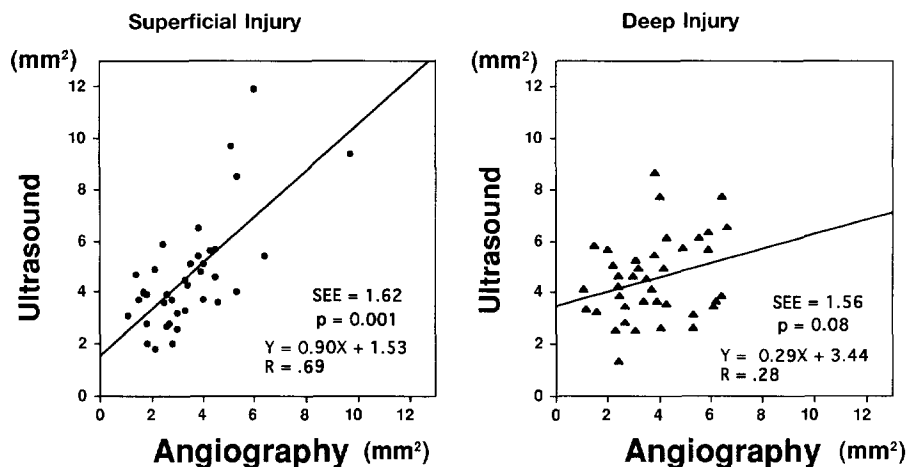 Superficial Injury
(mm²)
12
10
8
6
4
2
0
Ultrasound
SEE = 1.62
p = 0.001
Y = 0.90X + 1.53
R = .69
0 2 4 6 8 10 12
Angiography (mm²)
Deep Injury
(mm²)
12
10
8
6
4
2
0
Ultrasound
SEE = 1.56
p = 0.08
Y = 0.29X + 3.44
R = .28
0 2 4 6 8 10 12
Angiography (mm²)